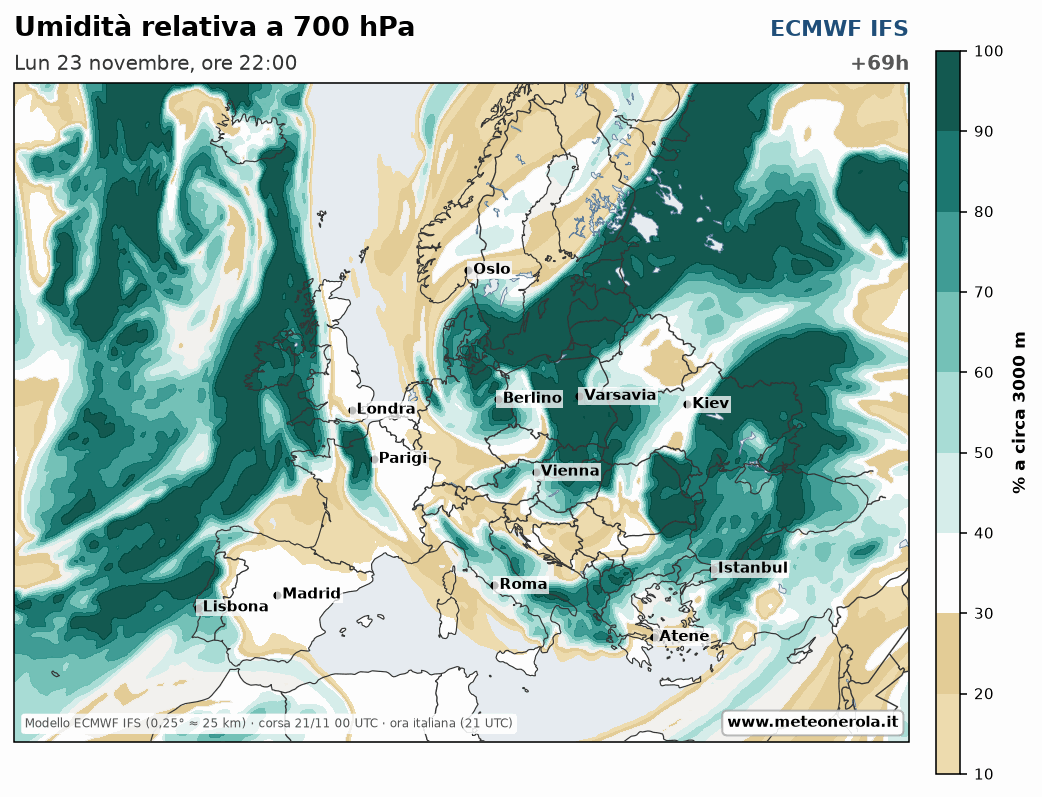 Umidità relativa a 700 hPa
ECMWF IFS
Lun 23 novembre, ore 22:00
+69h
100
90
80
70
60
50
40
30
20
10
% a circa 3000 m
Oslo
Berlino
Varsavia
Kiev
Londra
Parigi
Vienna
Istanbul
Roma
Madrid
Lisbona
Atene
Modello ECMWF IFS (0,25° ≈ 25 km) · corsa 21/11 00 UTC · ora italiana (21 UTC)
www.meteonerola.it